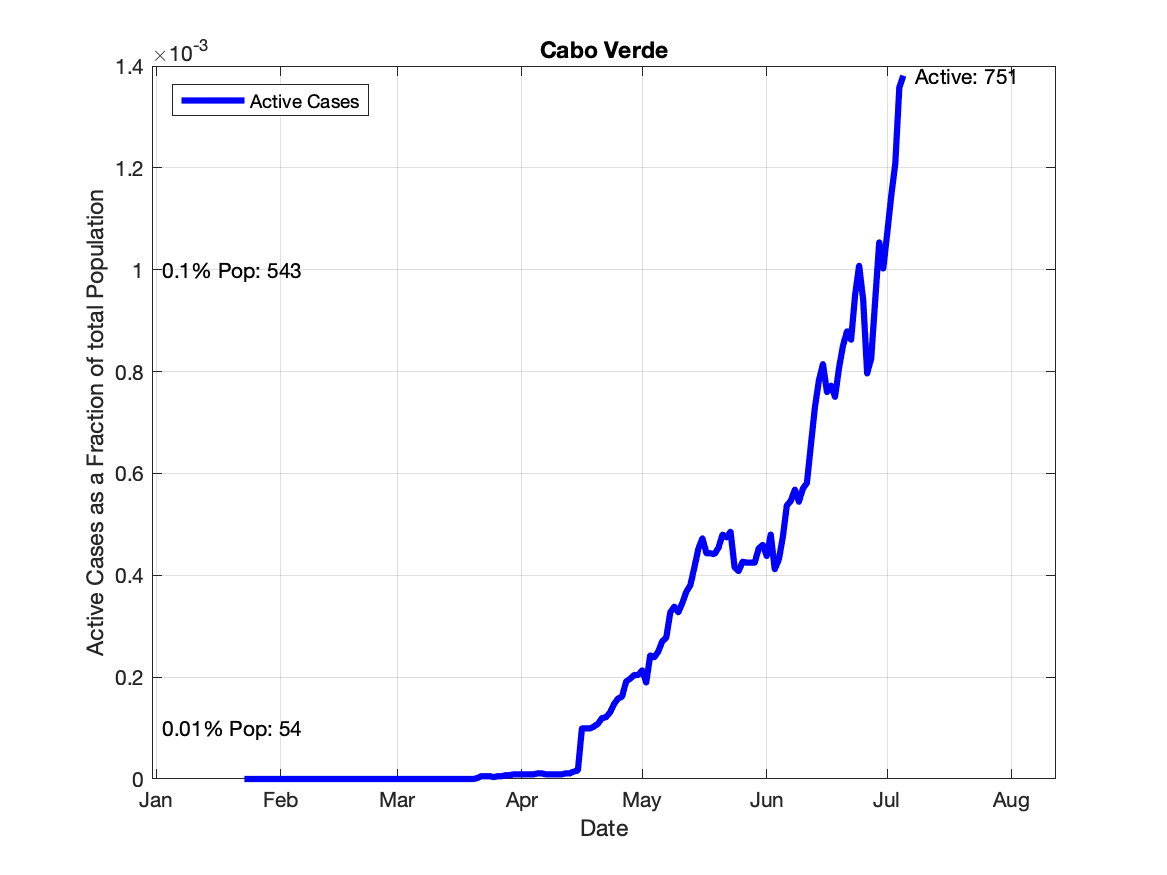 Cabo Verde
×10-3
1.4
1.2
1
0.8
0.6
0.4
0.2
0
Active Cases as a Fraction of total Population
Active Cases
Active: 751
0.1% Pop: 543
0.01% Pop: 54
Jan Feb Mar Apr May Jun Jul Aug
Date